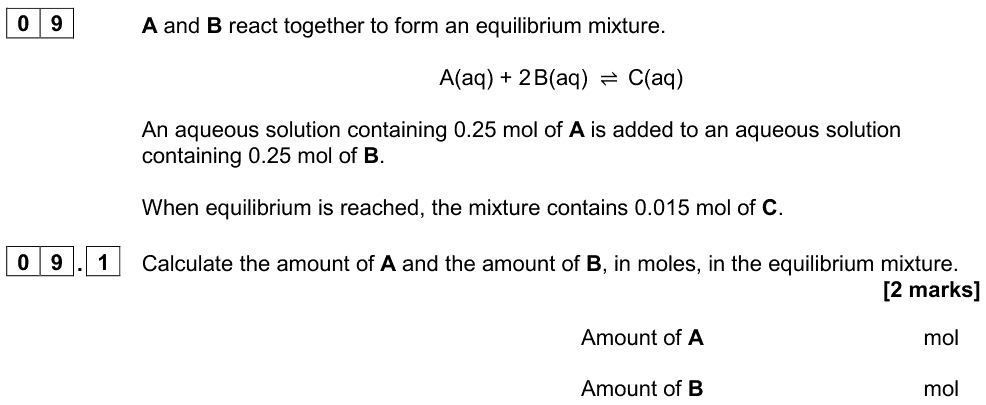 0 9 A and B react together to form an equilibrium mixture.
A(aq) + 2B(aq) ⇌ C(aq)
An aqueous solution containing 0.25 mol of A is added to an aqueous solution
containing 0.25 mol of B.
When equilibrium is reached, the mixture contains 0.015 mol of C.
0 9 . 1 Calculate the amount of A and the amount of B, in moles, in the equilibrium mixture.
[2 marks]
Amount of A mol
Amount of B mol